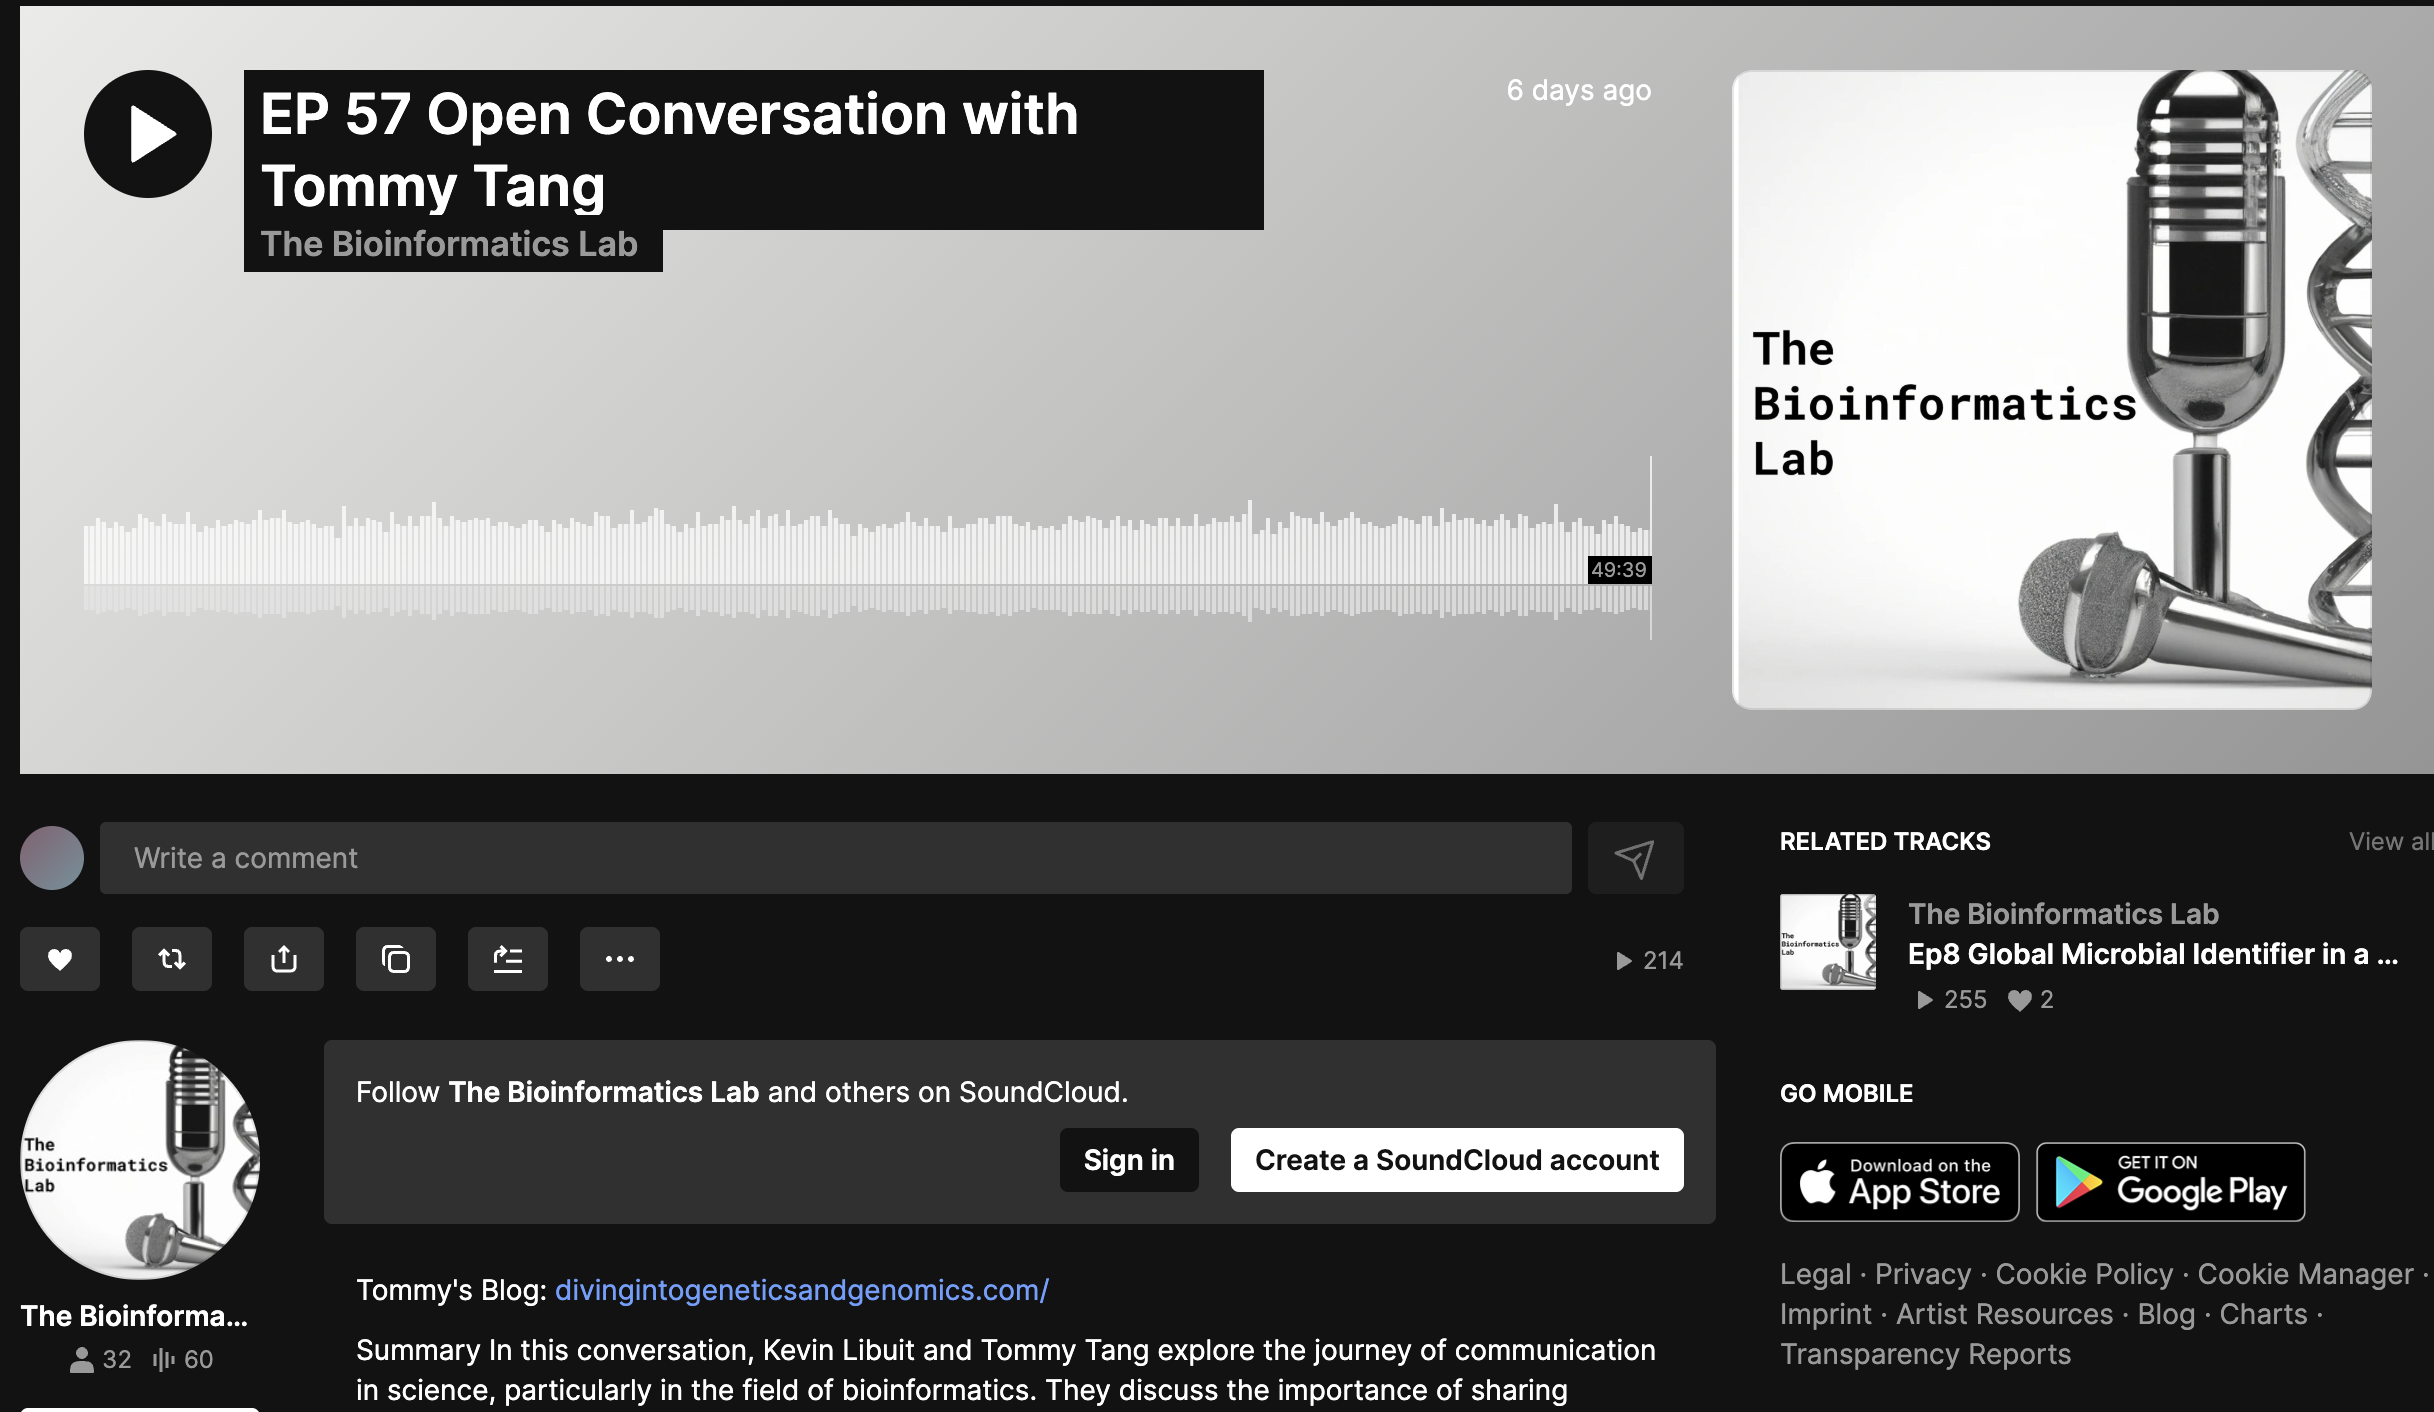 EP 57 Open Conversation with
Tommy Tang
The Bioinformatics Lab
6 days ago
The
Bioinformatics
Lab
49:39
Write a comment
214
RELATED TRACKS
View all
The
Bioinformatics
Lab
The Bioinformatics Lab
Ep8 Global Microbial Identifier in a ...
255 2
The
Bioinformatics
Lab
The Bioinforma...
32 60
Follow The Bioinformatics Lab and others on SoundCloud.
Sign in
Create a SoundCloud account
Tommy's Blog: divingintogeneticsandgenomics.com/
Summary In this conversation, Kevin Libuit and Tommy Tang explore the journey of communication
in science, particularly in the field of bioinformatics. They discuss the importance of sharing
GO MOBILE
Download on the
App Store
GET IT ON
Google Play
Legal · Privacy · Cookie Policy · Cookie Manager ·
Imprint · Artist Resources · Blog · Charts ·
Transparency Reports